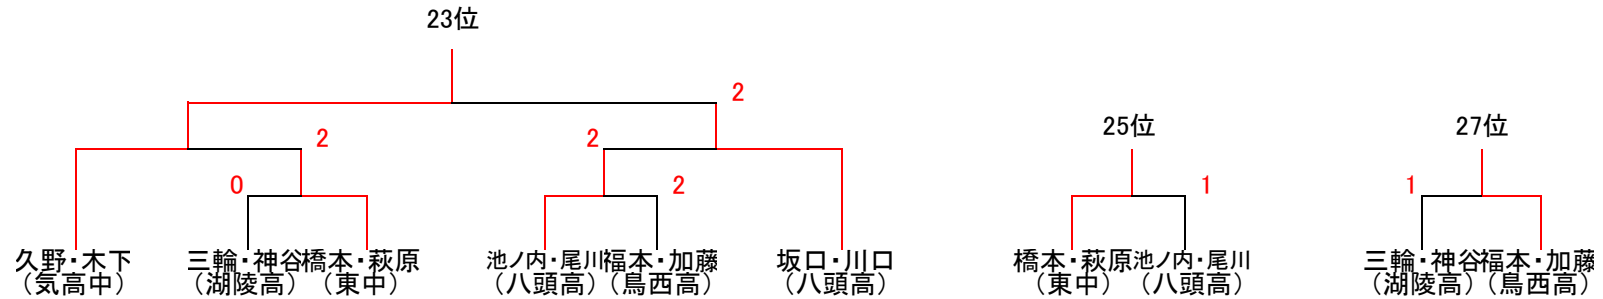 23位
2
25位
27位
2
2
0
2
1
1
久野・木下
三輪・神谷
橋本・萩原
池ノ内・尾川
福本・加藤
坂口・川口
橋本・萩原
池ノ内・尾川
三輪・神谷
福本・加藤
（気高中）
（湖陵高）
（東中）
（八頭高）
（鳥西高）
（八頭高）
（東中）
（八頭高）
（湖陵高）
（鳥西高）